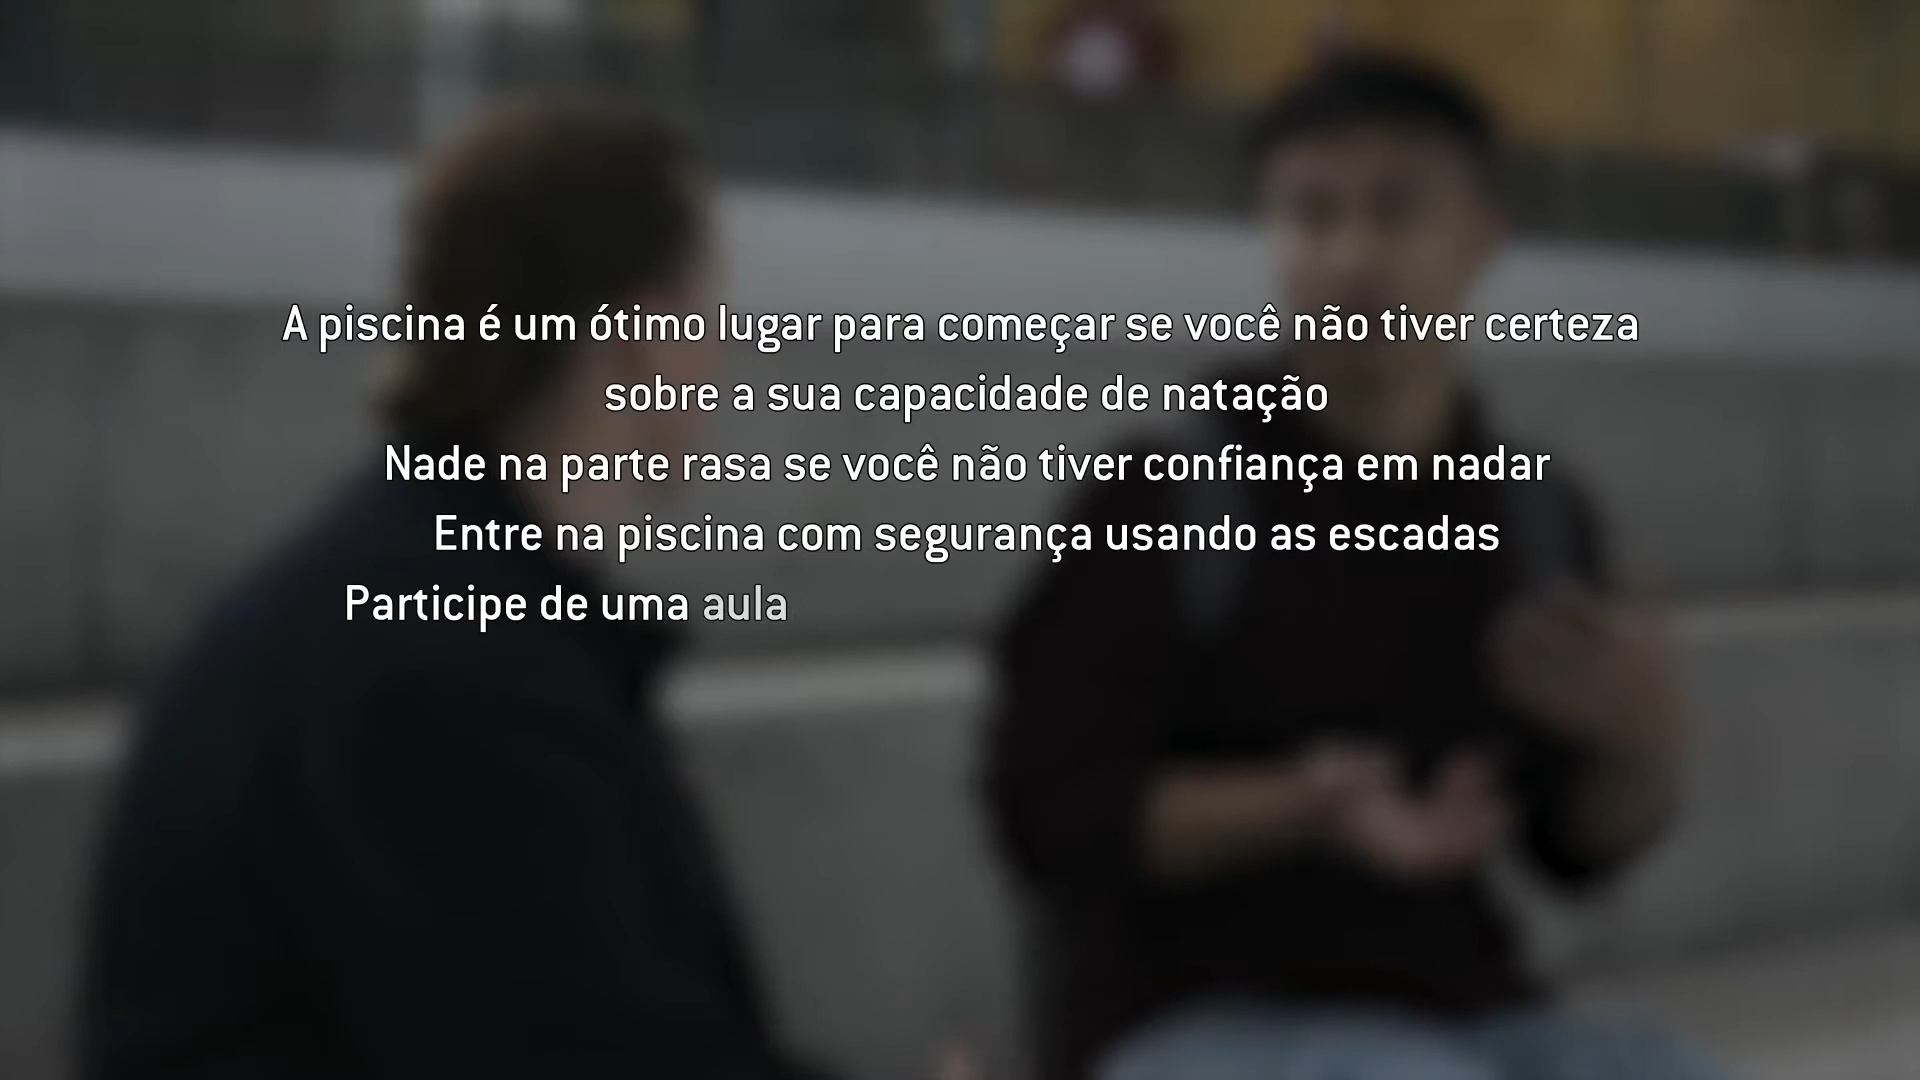 A piscina é um ótimo lugar para começar se você não tiver certeza
sobre a sua capacidade de natação
Nade na parte rasa se você não tiver confiança em nadar
Entre na piscina com segurança usando as escadas
Participe de uma aula